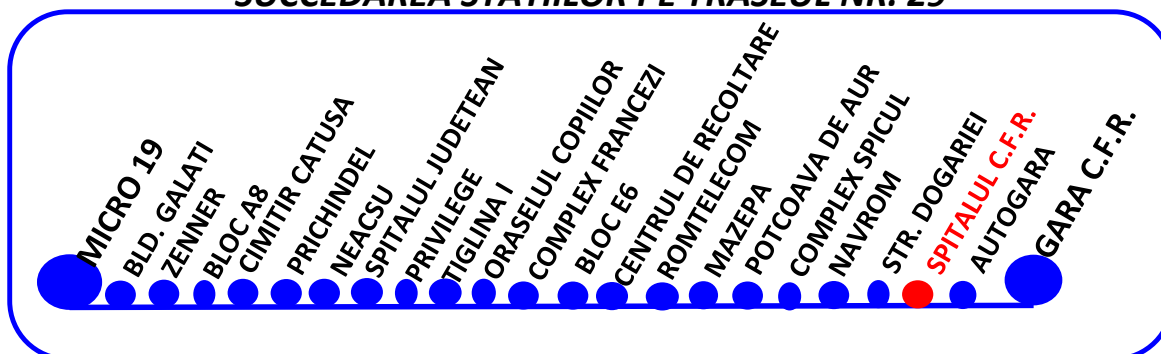 SUCCEDAREA STATIILOR PE TRASEUL NR. 29
MICRO 19
BLD. GALATI
ZENNER
BLOC A8
CIMITIR CATUSA
PRICHINDEL
NEACSU
SPITALUL JUDETEAN
PRIVILEGE
TIGLINA I
ORASELUL COPIILOR
COMPLEX FRANCEZI
BLOC E6
CENTRUL DE RECOLTARE
ROMTELECOM
MAZEPA
POTCOAVA DE AUR
COMPLEX SPICUL
NAVROM
STR. DOGARIEI
SPITALUL C.F.R.
AUTOGARA
GARA C.F.R.